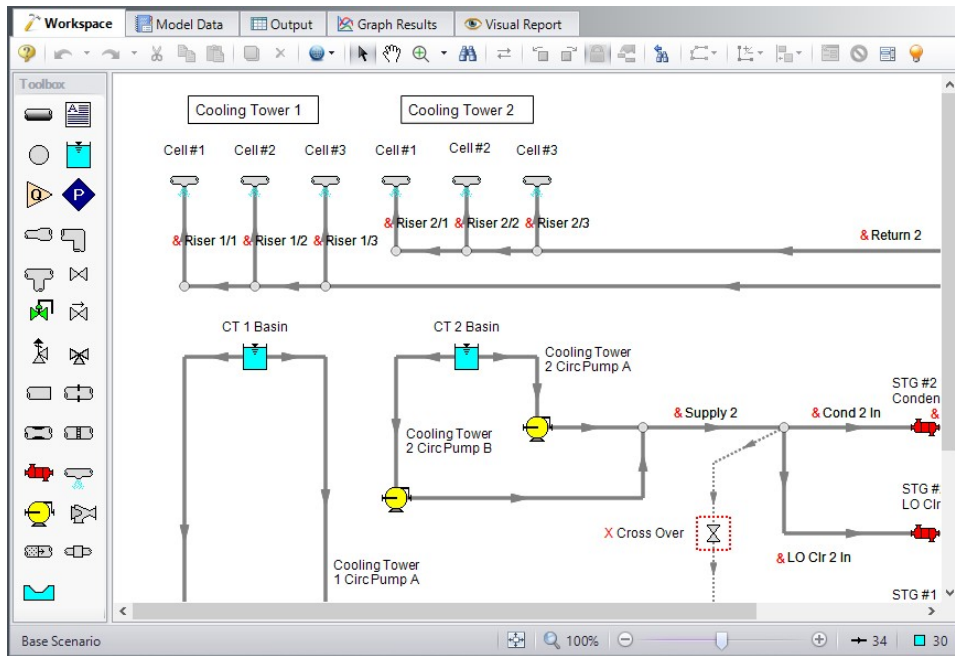 Workspace
Model Data
Output
Graph Results
Visual Report
Toolbox
A
Q
P
Cooling Tower 1
Cooling Tower 2
Cell#1
Cell#2
Cell#3
Cell#1
Cell#2
Cell#3
& Riser 1/1
& Riser 1/2
& Riser 1/3
& Riser 2/1
& Riser 2/2
& Riser 2/3
& Return 2
CT 1 Basin
CT 2 Basin
Cooling Tower
2 Circ Pump A
Cooling Tower
2 Circ Pump B
& Supply 2
& Cond 2 In
STG #2
Conden
&
X Cross Over
STG #
LO Clr
& LO Clr 2 In
Cooling Tower
1 Circ Pump A
STG #1
Base Scenario
100%
34
30